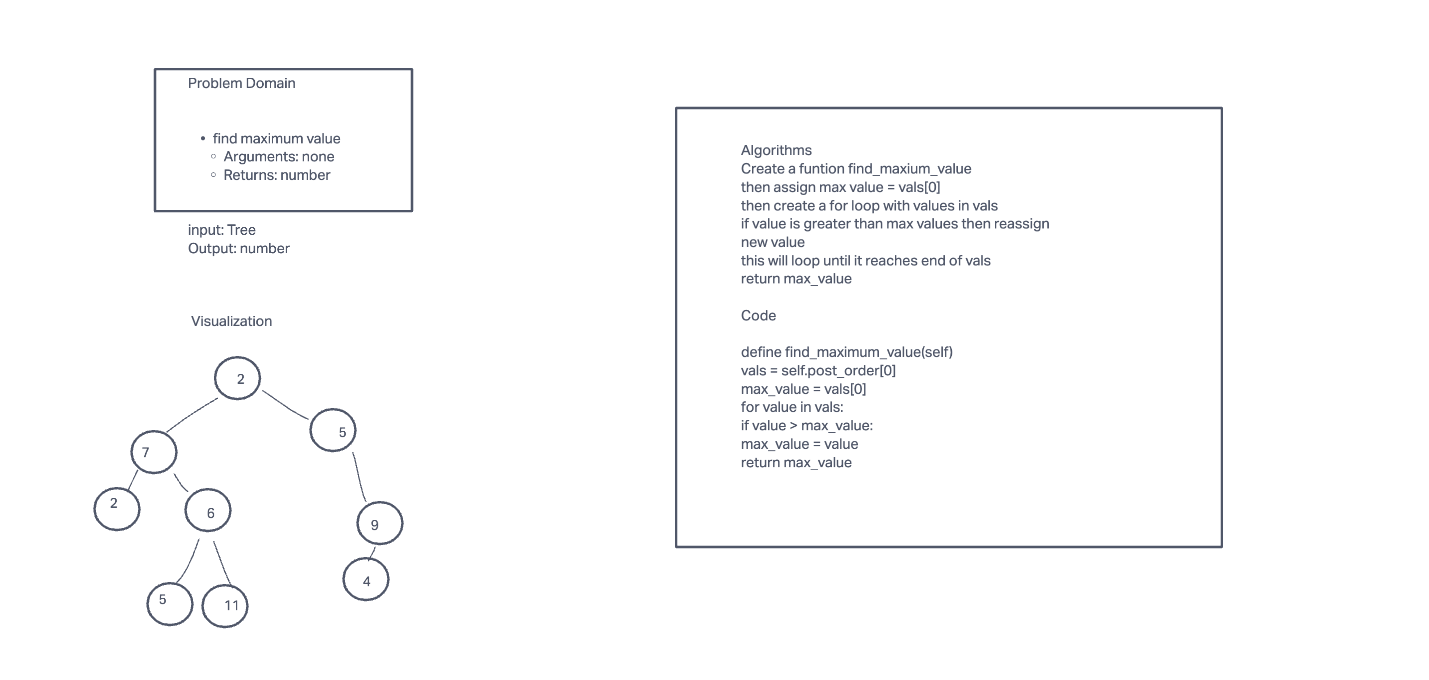 Problem Domain
• find maximum value
◦ Arguments: none
◦ Returns: number
input: Tree
Output: number
Visualization
2
5
7
2
6
9
4
5
11
Algorithms
Create a funtion find_maxium_value
then assign max value = vals[0]
then create a for loop with values in vals
if value is greater than max values then reassign
new value
this will loop until it reaches end of vals
return max_value
Code
define find_maximum_value(self)
vals = self.post_order[0]
max_value = vals[0]
for value in vals:
if value > max_value:
max_value = value
return max_value